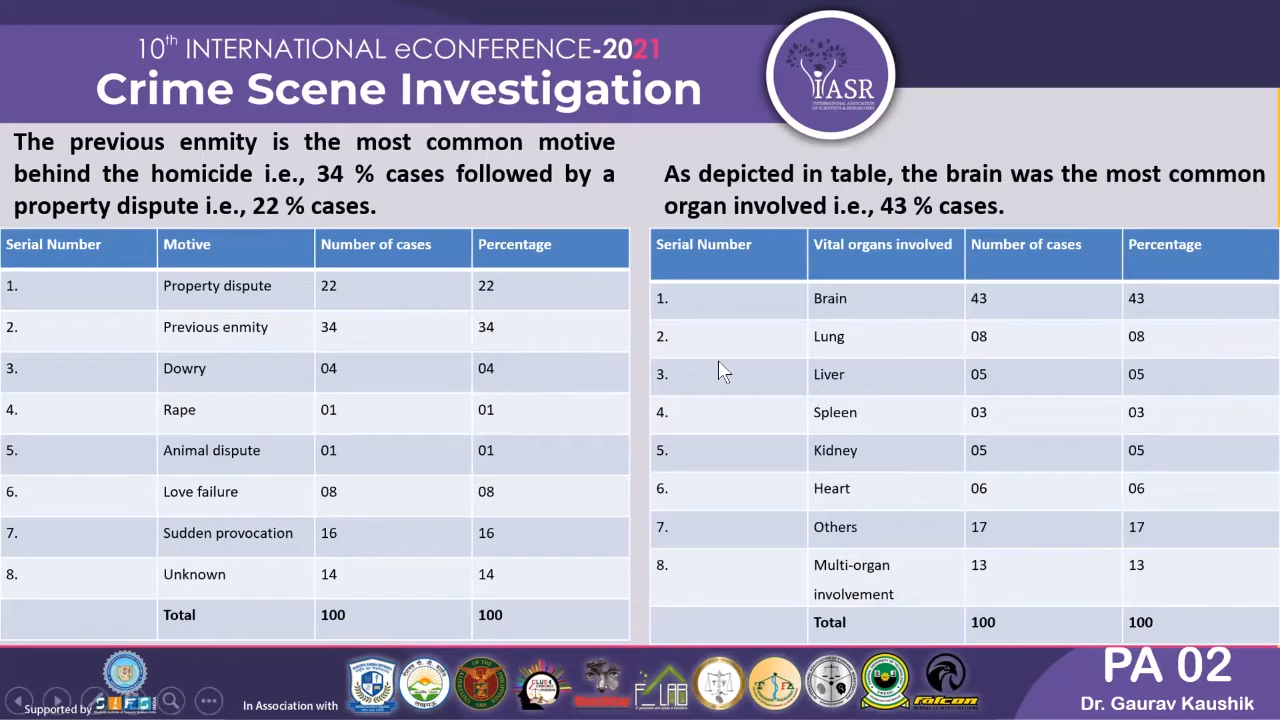 10th INTERNATIONAL eCONFERENCE-2021
Crime Scene Investigation
iASR
INTERNATIONAL ASSOCIATION
OF SCIENTISTS & RESEARCHERS
The previous enmity is the most common motive
behind the homicide i.e., 34 % cases followed by a
property dispute i.e., 22 % cases.
Serial Number Motive Number of cases Percentage
1. Property dispute 22 22
2. Previous enmity 34 34
3. Dowry 04 04
4. Rape 01 01
5. Animal dispute 01 01
6. Love failure 08 08
7. Sudden provocation 16 16
8. Unknown 14 14
Total 100 100
As depicted in table, the brain was the most common
organ involved i.e., 43 % cases.
Serial Number Vital organs involved Number of cases Percentage
1. Brain 43 43
2. Lung 08 08
3. Liver 05 05
4. Spleen 03 03
5. Kidney 05 05
6. Heart 06 06
7. Others 17 17
8. Multi-organ 13 13
involvement
Total 100 100
Supported by
SIFS
In Association with
PA 02
Dr. Gaurav Kaushik